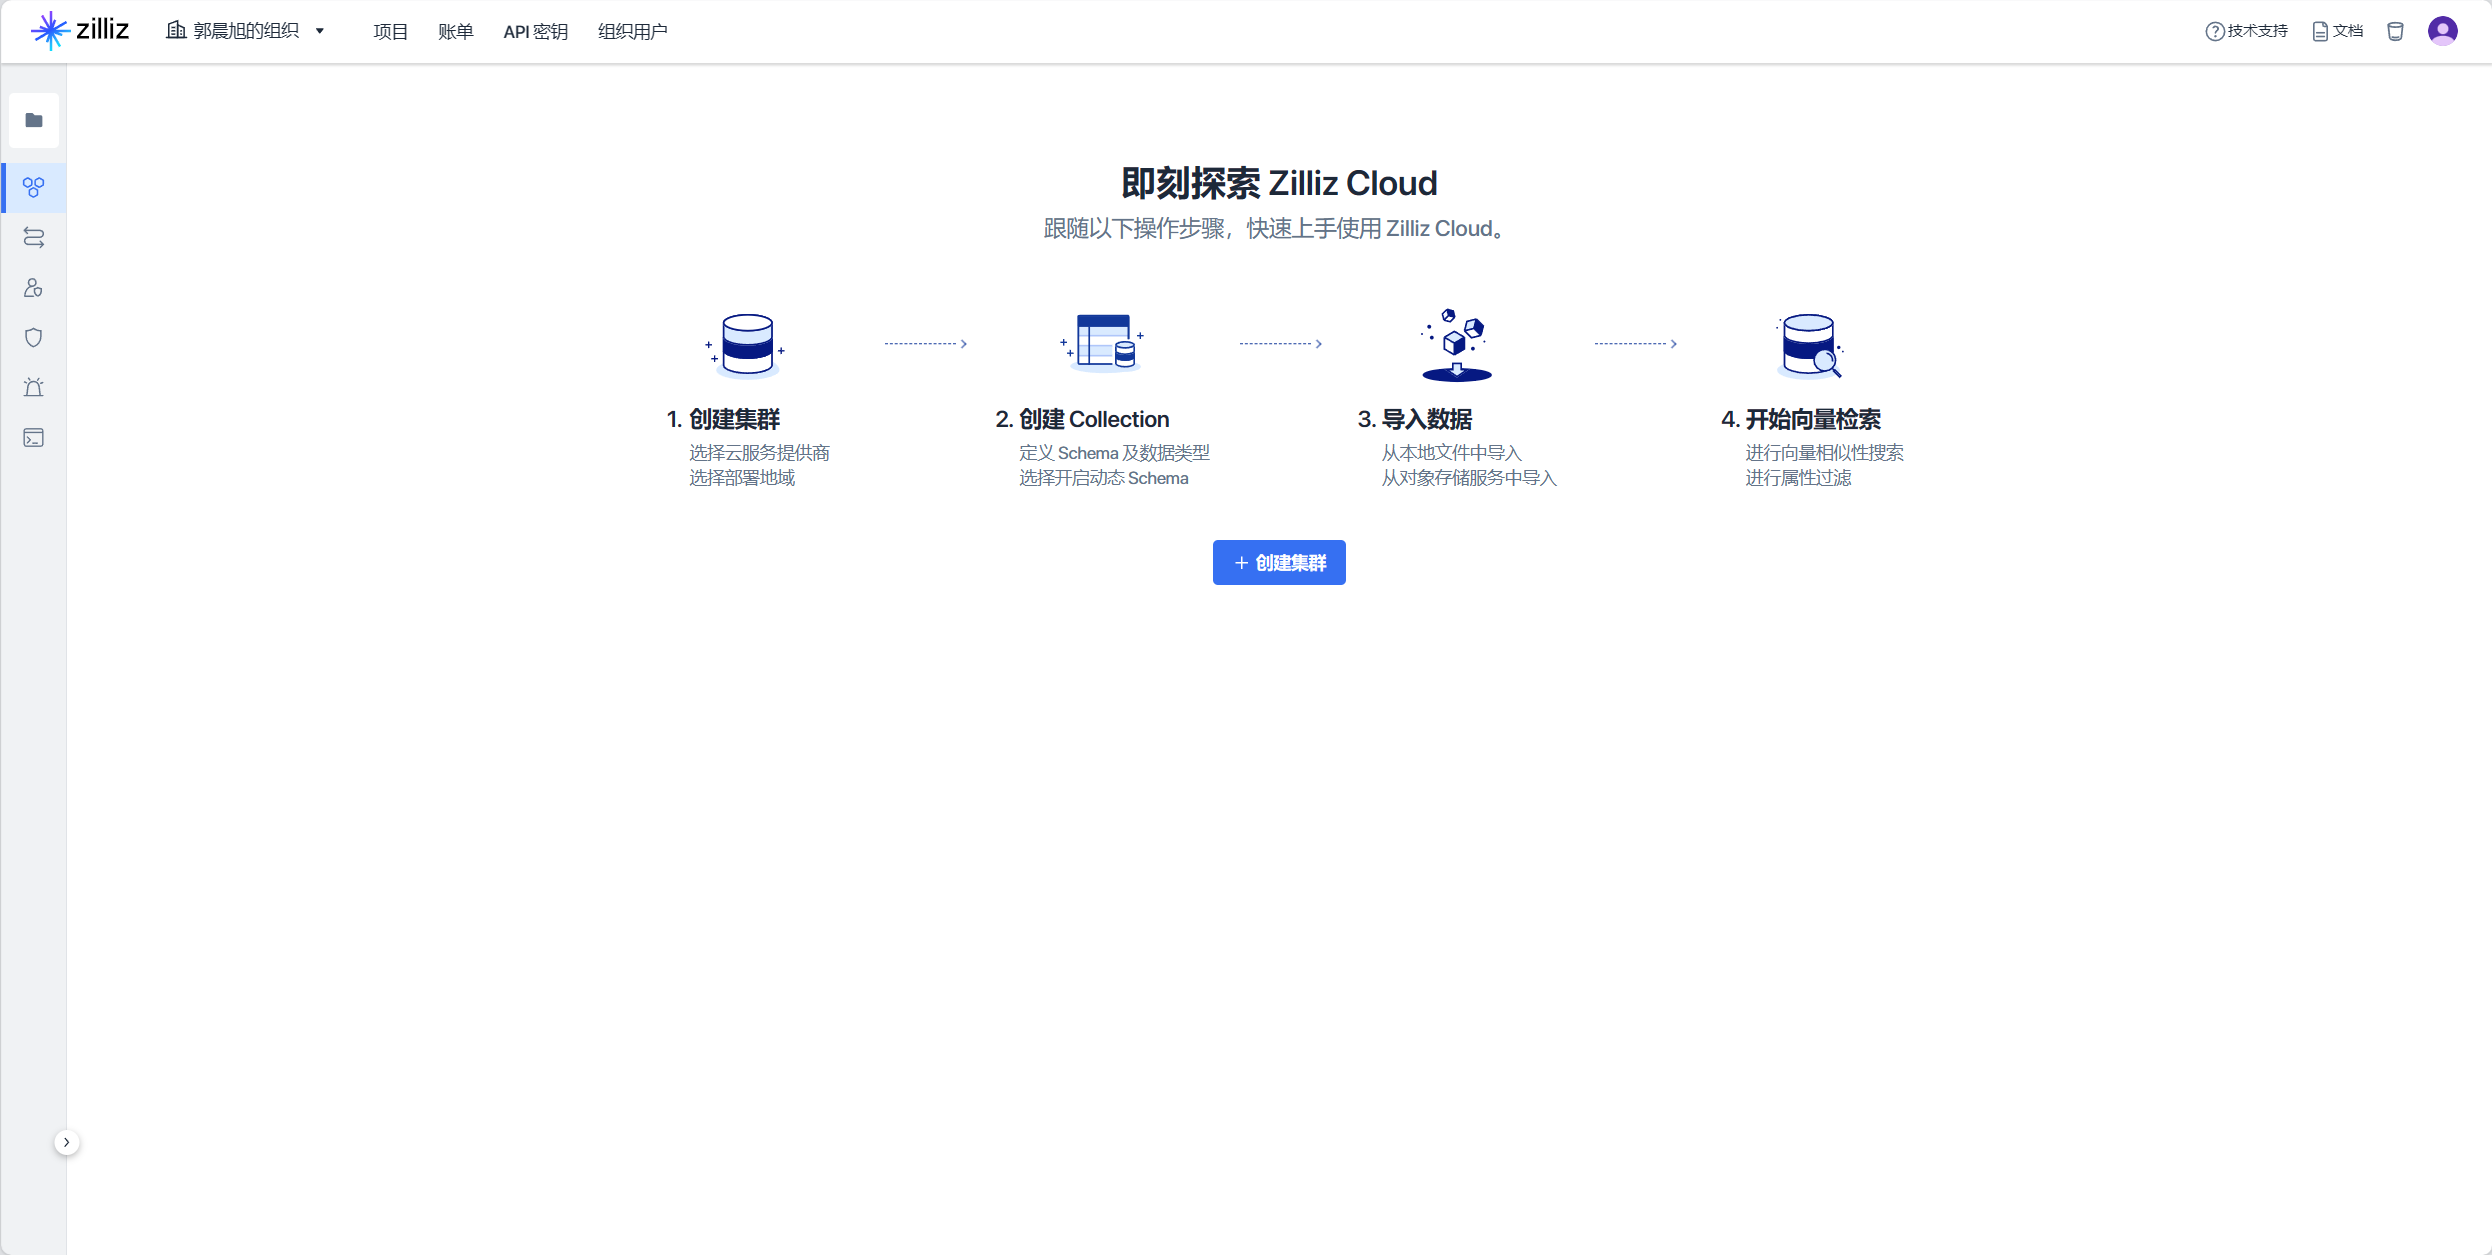 zilliz
郭晨旭的组织
项目
账单
API 密钥
组织用户
技术支持
文档
即刻探索 Zilliz Cloud
跟随以下操作步骤，快速上手使用 Zilliz Cloud。
1. 创建集群
选择云服务提供商
选择部署地域
2. 创建 Collection
定义 Schema 及数据类型
选择开启动态 Schema
3. 导入数据
从本地文件中导入
从对象存储服务中导入
4. 开始向量检索
进行向量相似性搜索
进行属性过滤
+ 创建集群